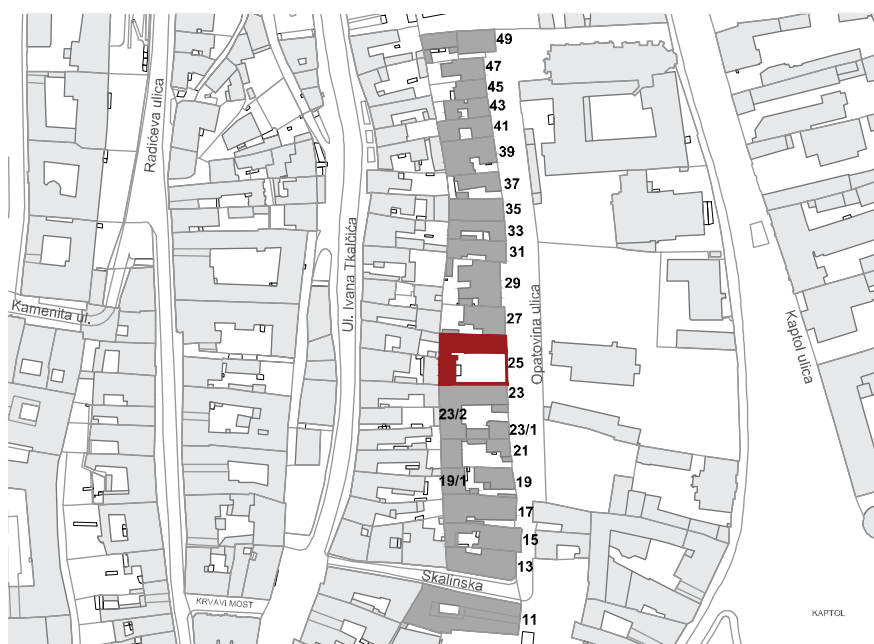 49
47
45
43
41
39
37
35
33
31
29
27
25
23
23/2
23/1
21
19/1
19
17
15
13
11
Radićeva ulica
Ul. Ivana Tkalčića
Kamenita ul.
Opatovina ulica
Kaptol ulica
Skalinska
KRVAVI MOST
KAPTOL